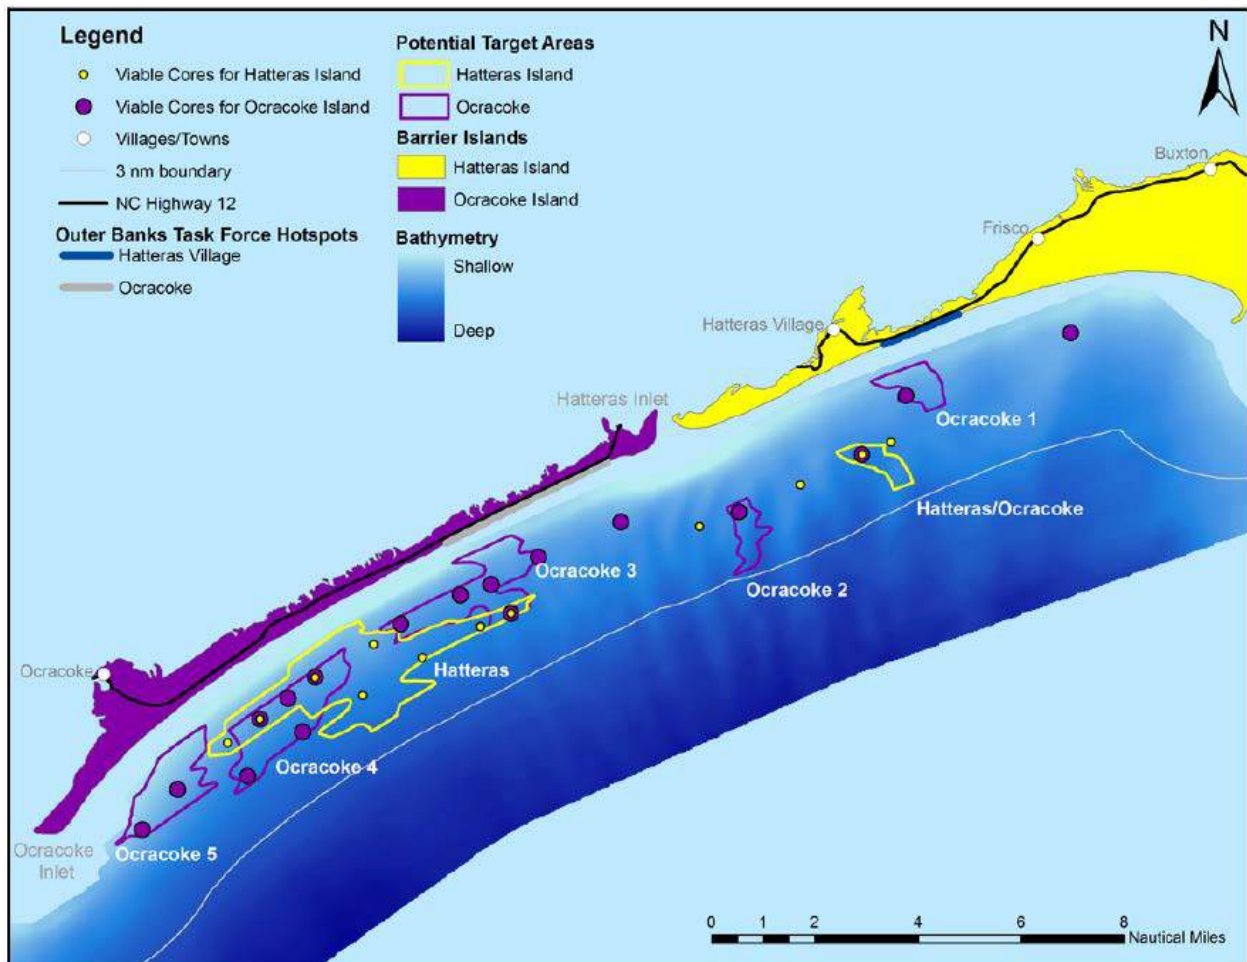 Legend
Viable Cores for Hatteras Island
Viable Cores for Ocracoke Island
Villages/Towns
3 nm boundary
NC Highway 12
Outer Banks Task Force Hotspots
Hatteras Village
Ocracoke
Potential Target Areas
Hatteras Island
Ocracoke
Barrier Islands
Hatteras Island
Ocracoke Island
Bathymetry
Shallow
Deep
N
Buxton
Frisco
Hatteras Village
Hatteras Inlet
Ocracoke 1
Hatteras/Ocracoke
Ocracoke 3
Ocracoke 2
Ocracoke
Hatteras
Ocracoke 4
Ocracoke 5
Ocracoke
Inlet
0 1 2 4 6 8
Nautical Miles